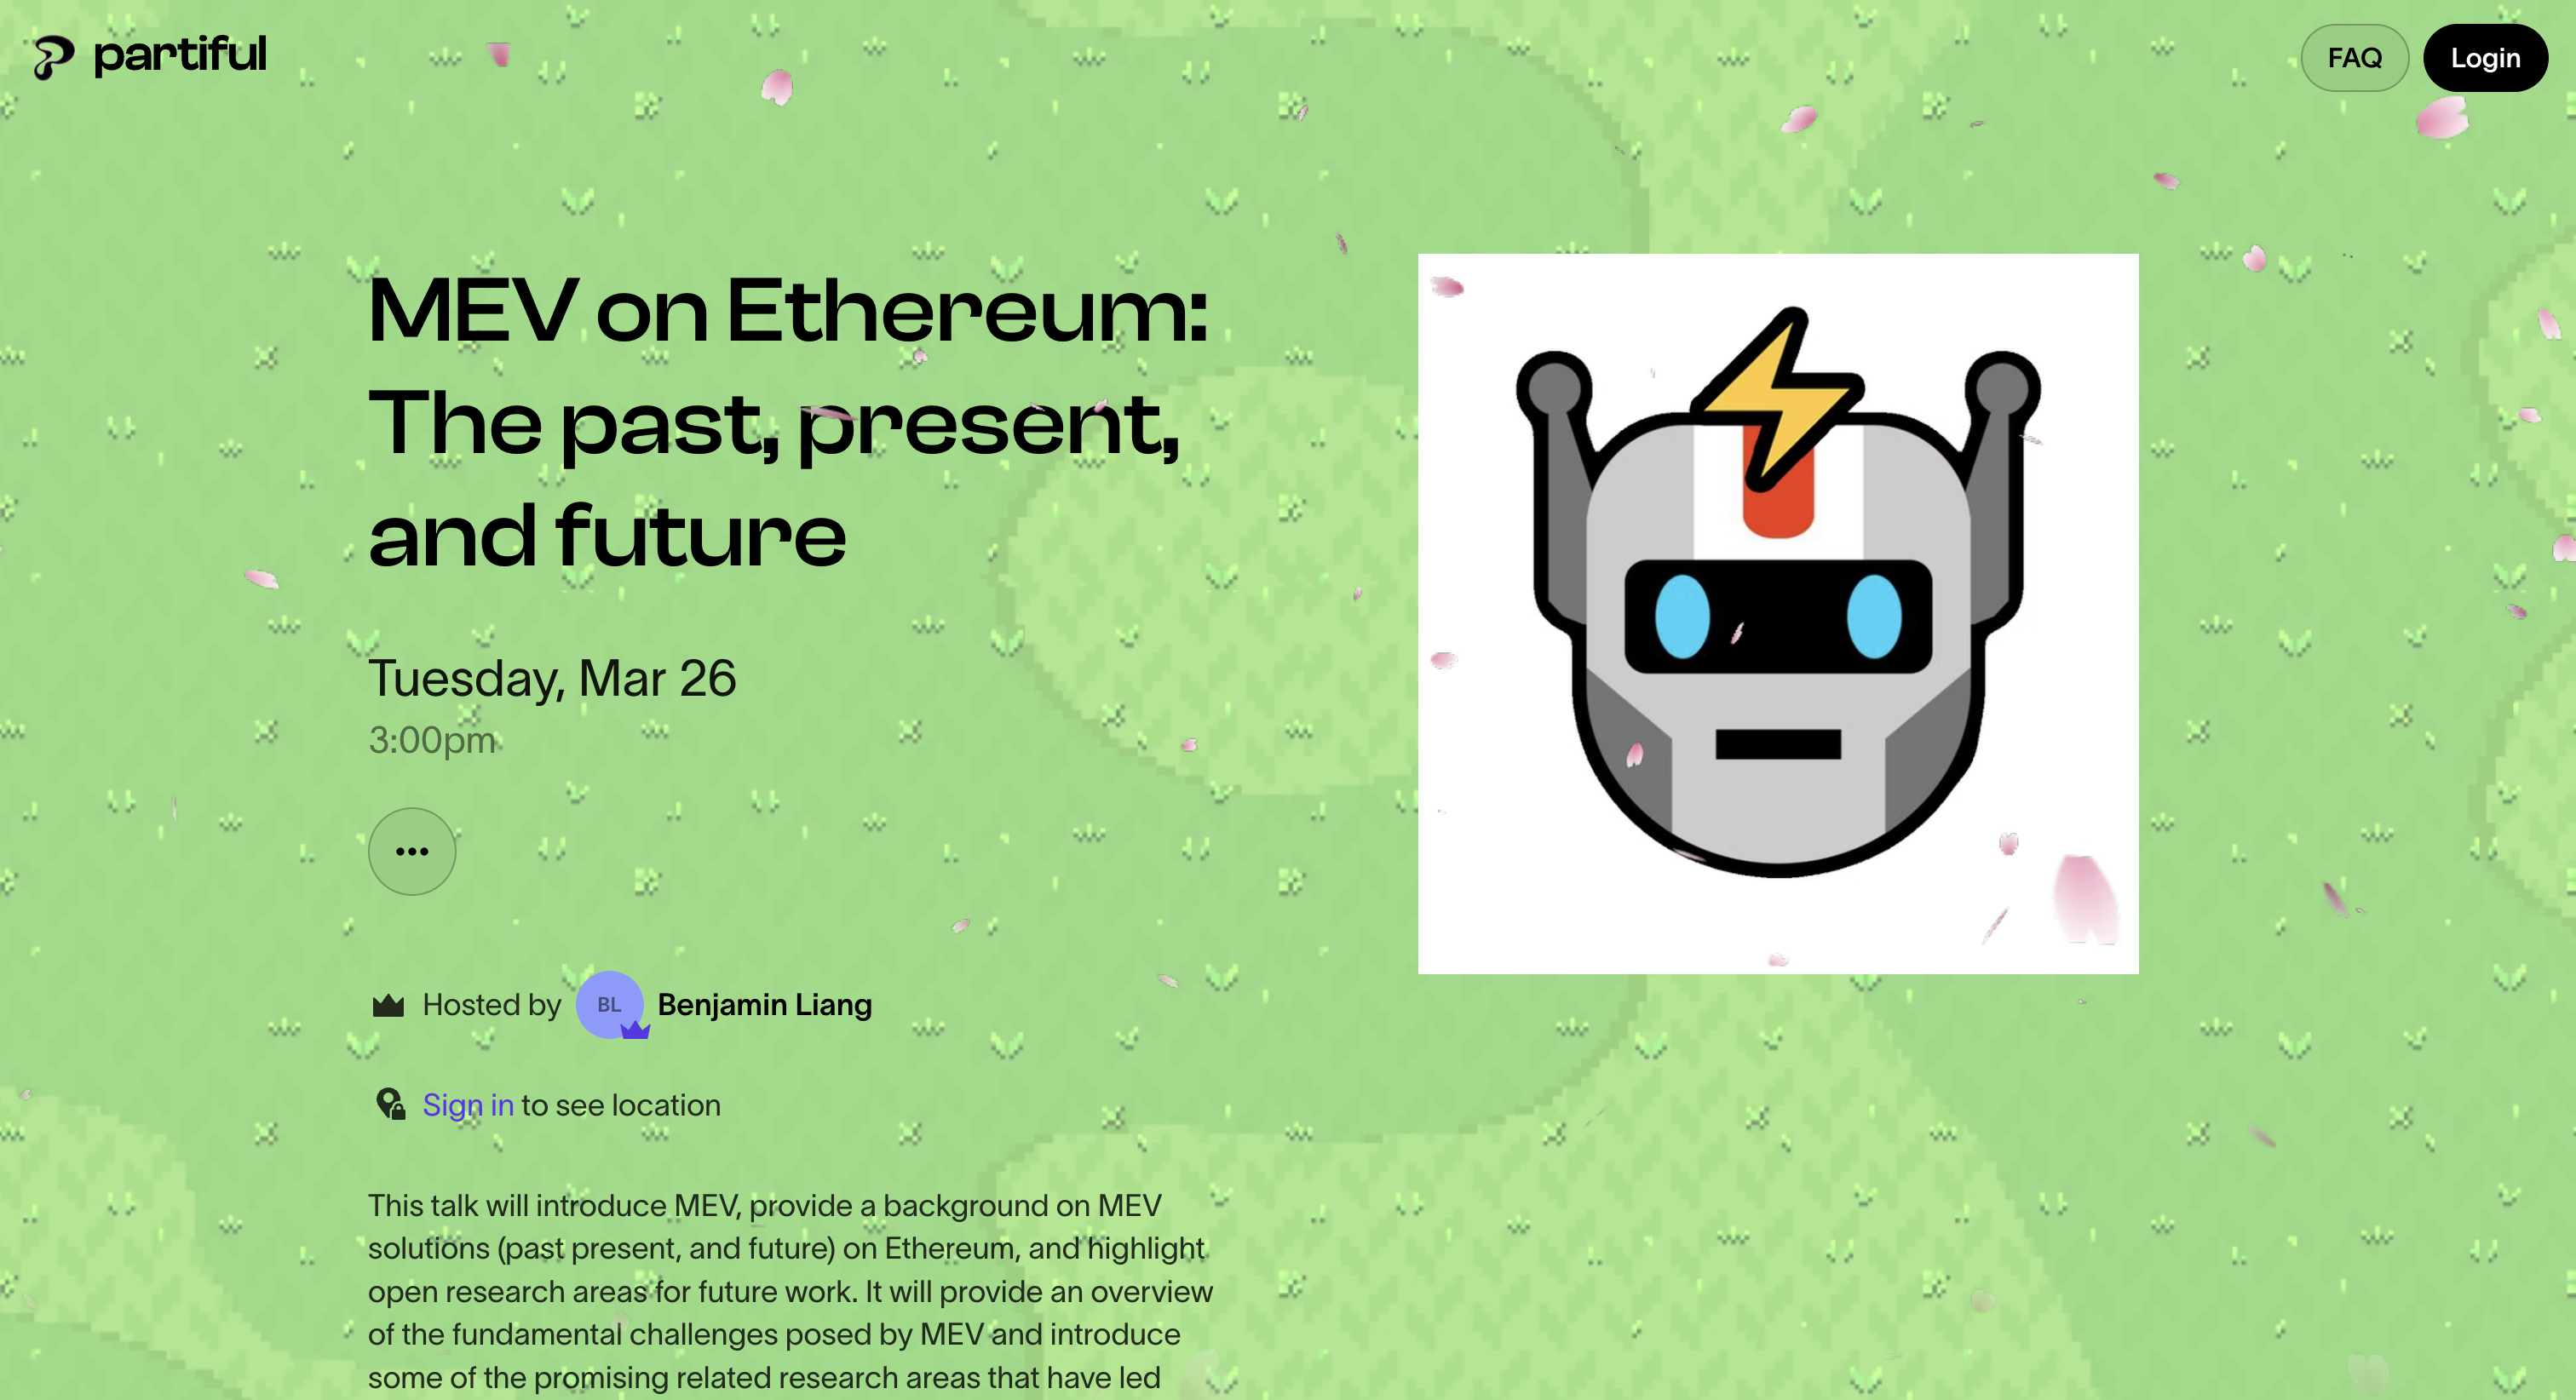 partiful
FAQ
Login
MEV on Ethereum:
The past, present,
and future
Tuesday, Mar 26
3:00pm
Hosted by BL Benjamin Liang
Sign in to see location
This talk will introduce MEV, provide a background on MEV
solutions (past present, and future) on Ethereum, and highlight
open research areas for future work. It will provide an overview
of the fundamental challenges posed by MEV and introduce
some of the promising related research areas that have led